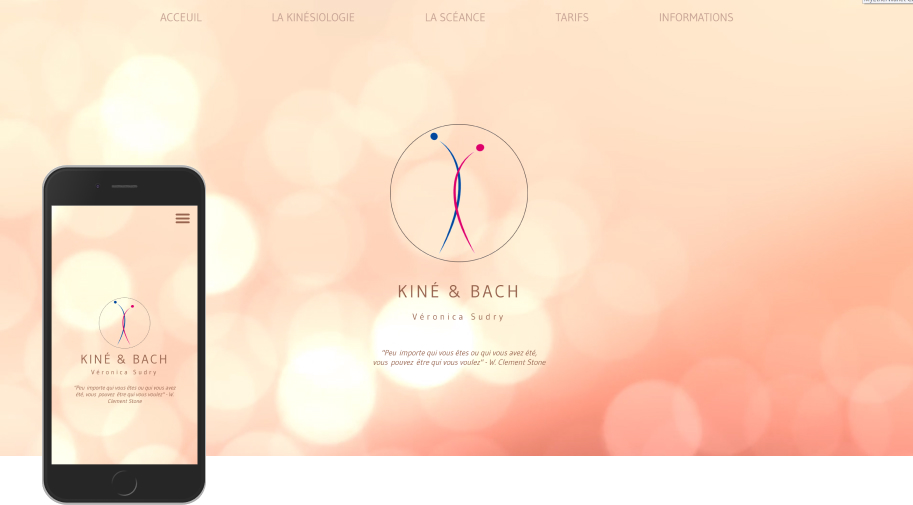 ACCEUIL LA KINÉSIOLOGIE LA SCÉANCE TARIFS INFORMATIONS
KINÉ & BACH
Véronica Sudry
"Peu importe qui vous êtes ou qui vous avez été,
vous pouvez être qui vous voulez" - W. Clement Stone
KINÉ & BACH
Véronica Sudry
"Peu importe qui vous êtes ou qui vous avez
été, vous pouvez être qui vous voulez" - W.
Clement Stone